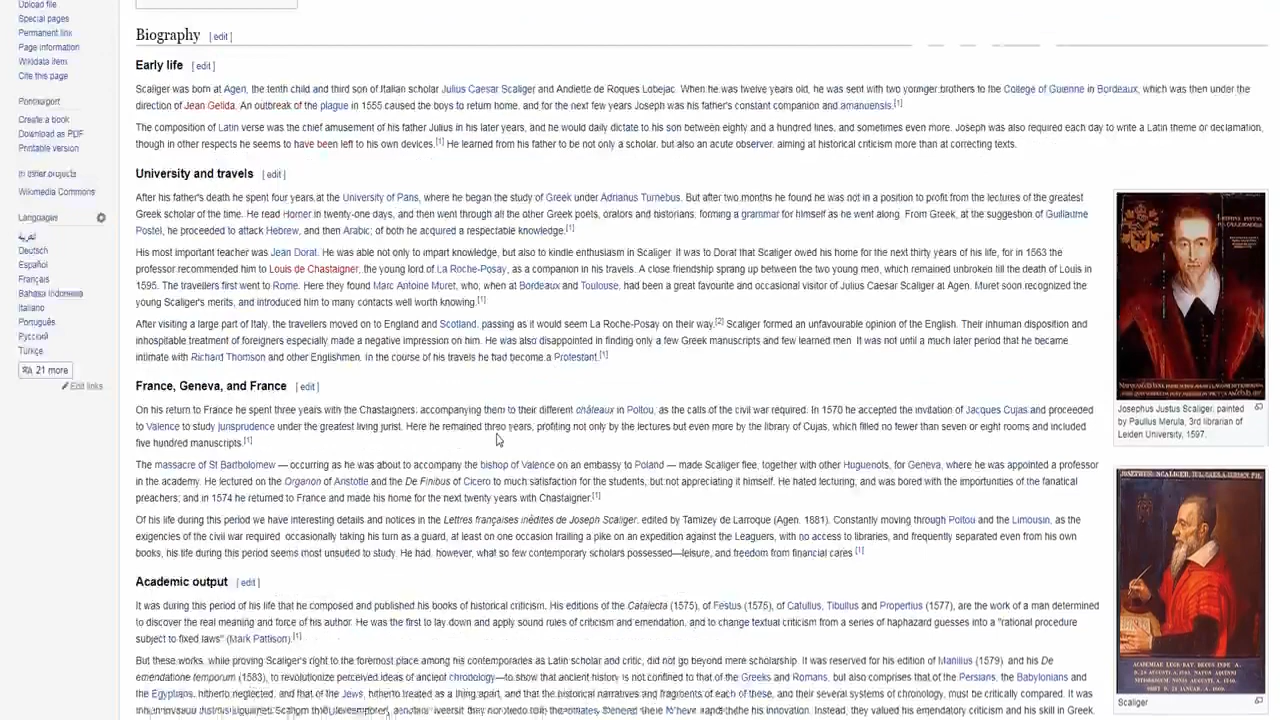 Upload file
Special pages
Permanent link
Page information
Wikidata item
Cite this page
Create a book
Download as PDF
Printable version
In other projects
Wikimedia Commons
Languages
العربية
Deutsch
Español
Français
Bahasa Indonesia
Italiano
Português
Русский
Türkçe
21 more
Edit links
Biography [ edit ]
Early life [ edit ]
Scaliger was born at Agen, the tenth child and third son of Italian scholar Julius Caesar Scaliger and Andiette de Roques Lobejac. When he was twelve years old, he was sent with two younger brothers to the College of Guienne in Bordeaux, which was then under the
direction of Jean Gelida. An outbreak of the plague in 1555 caused the boys to return home, and for the next few years Joseph was his father's constant companion and amanuensis.[1]
The composition of Latin verse was the chief amusement of his father Julius in his later years, and he would daily dictate to his son between eighty and a hundred lines, and sometimes even more. Joseph was also required each day to write a Latin theme or declamation,
though in other respects he seems to have been left to his own devices.[1] He learned from his father to be not only a scholar, but also an acute observer, aiming at historical criticism more than at correcting texts.
University and travels [ edit ]
After his father's death he spent four years at the University of Paris, where he began the study of Greek under Adrianus Turnebus. But after two months he found he was not in a position to profit from the lectures of the greatest
Greek scholar of the time. He read Homer in twenty-one days, and then went through all the other Greek poets, orators and historians, forming a grammar for himself as he went along. From Greek, at the suggestion of Guillaume
Postel, he proceeded to attack Hebrew, and then Arabic; of both he acquired a respectable knowledge.[1]
His most important teacher was Jean Dorat. He was able not only to impart knowledge, but also to kindle enthusiasm in Scaliger. It was to Dorat that Scaliger owed his home for the next thirty years of his life, for in 1563 the
professor recommended him to Louis de Chastaigner, the young lord of La Roche-Posay, as a companion in his travels. A close friendship sprang up between the two young men, which remained unbroken till the death of Louis in
1595. The travellers first went to Rome. Here they found Marc Antoine Muret, who, when at Bordeaux and Toulouse, had been a great favourite and occasional visitor of Julius Caesar Scaliger at Agen. Muret soon recognized the
young Scaliger's merits, and introduced him to many contacts well worth knowing.[1]
After visiting a large part of Italy, the travellers moved on to England and Scotland, passing as it would seem La Roche-Posay on their way.[2] Scaliger formed an unfavourable opinion of the English. Their inhuman disposition and
inhospitable treatment of foreigners especially made a negative impression on him. He was also disappointed in finding only a few Greek manuscripts and few learned men. It was not until a much later period that he became
intimate with Richard Thomson and other Englishmen. In the course of his travels he had become a Protestant.[1]
France, Geneva, and France [ edit ]
On his return to France he spent three years with the Chastaigners, accompanying them to their different châteaux in Poitou, as the calls of the civil war required. In 1570 he accepted the invitation of Jacques Cujas and proceeded
to Valence to study jurisprudence under the greatest living jurist. Here he remained three years, profiting not only by the lectures but even more by the library of Cujas, which filled no fewer than seven or eight rooms and included
five hundred manuscripts.[1]
The massacre of St Bartholomew — occurring as he was about to accompany the bishop of Valence on an embassy to Poland — made Scaliger flee, together with other Huguenots, for Geneva, where he was appointed a professor
in the academy. He lectured on the Organon of Aristotle and the De Finibus of Cicero to much satisfaction for the students, but not appreciating it himself. He hated lecturing, and was bored with the importunities of the fanatical
preachers; and in 1574 he returned to France and made his home for the next twenty years with Chastaigner.[1]
Of his life during this period we have interesting details and notices in the Lettres françaises inédites de Joseph Scaliger, edited by Tamizey de Larroque (Agen, 1881). Constantly moving through Poitou and the Limousin, as the
exigencies of the civil war required, occasionally taking his turn as a guard, at least on one occasion trailing a pike on an expedition against the Leaguers, with no access to libraries, and frequently separated even from his own
books, his life during this period seems most unsuited to study. He had, however, what so few contemporary scholars possessed—leisure, and freedom from financial cares.[1]
Academic output [ edit ]
It was during this period of his life that he composed and published his books of historical criticism. His editions of the Catalecta (1575), of Festus (1575), of Catullus, Tibullus and Propertius (1577), are the work of a man determined
to discover the real meaning and force of his author. He was the first to lay down and apply sound rules of criticism and emendation, and to change textual criticism from a series of haphazard guesses into a "rational procedure
subject to fixed laws" (Mark Pattison).[1]
But these works, while proving Scaliger's right to the foremost place among his contemporaries as Latin scholar and critic, did not go beyond mere scholarship. It was reserved for his edition of Manilius (1579), and his De
emendatione temporum (1583), to revolutionize perceived ideas of ancient chronology—to show that ancient history is not confined to that of the Greeks and Romans, but also comprises that of the Persians, the Babylonians and
the Egyptians, hitherto neglected, and that of the Jews, hitherto treated as a thing apart, and that the historical narratives and fragments of each of these, and their several systems of chronology, must be critically compared. It was
innovation. Instead, they valued his emendatory criticism and his skill in Greek.
Josephus Justus Scaliger, painted
by Paullus Merula, 3rd librarian of
Leiden University, 1597.
Scaliger